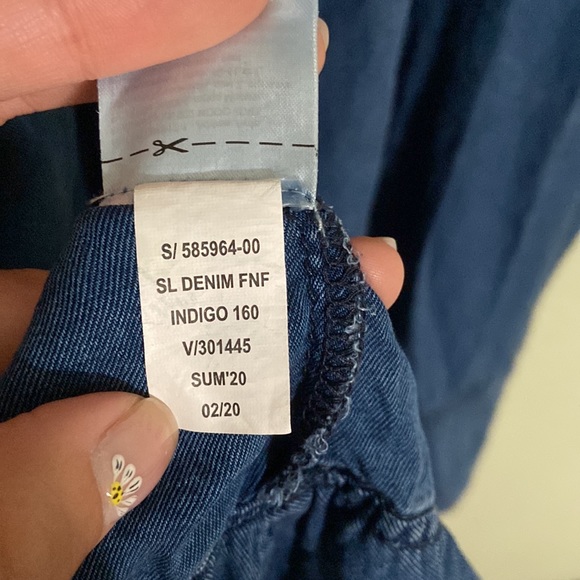 S/ 585964-00
SL DENIM FNF
INDIGO 160
V/301445
SUM'20
02/20